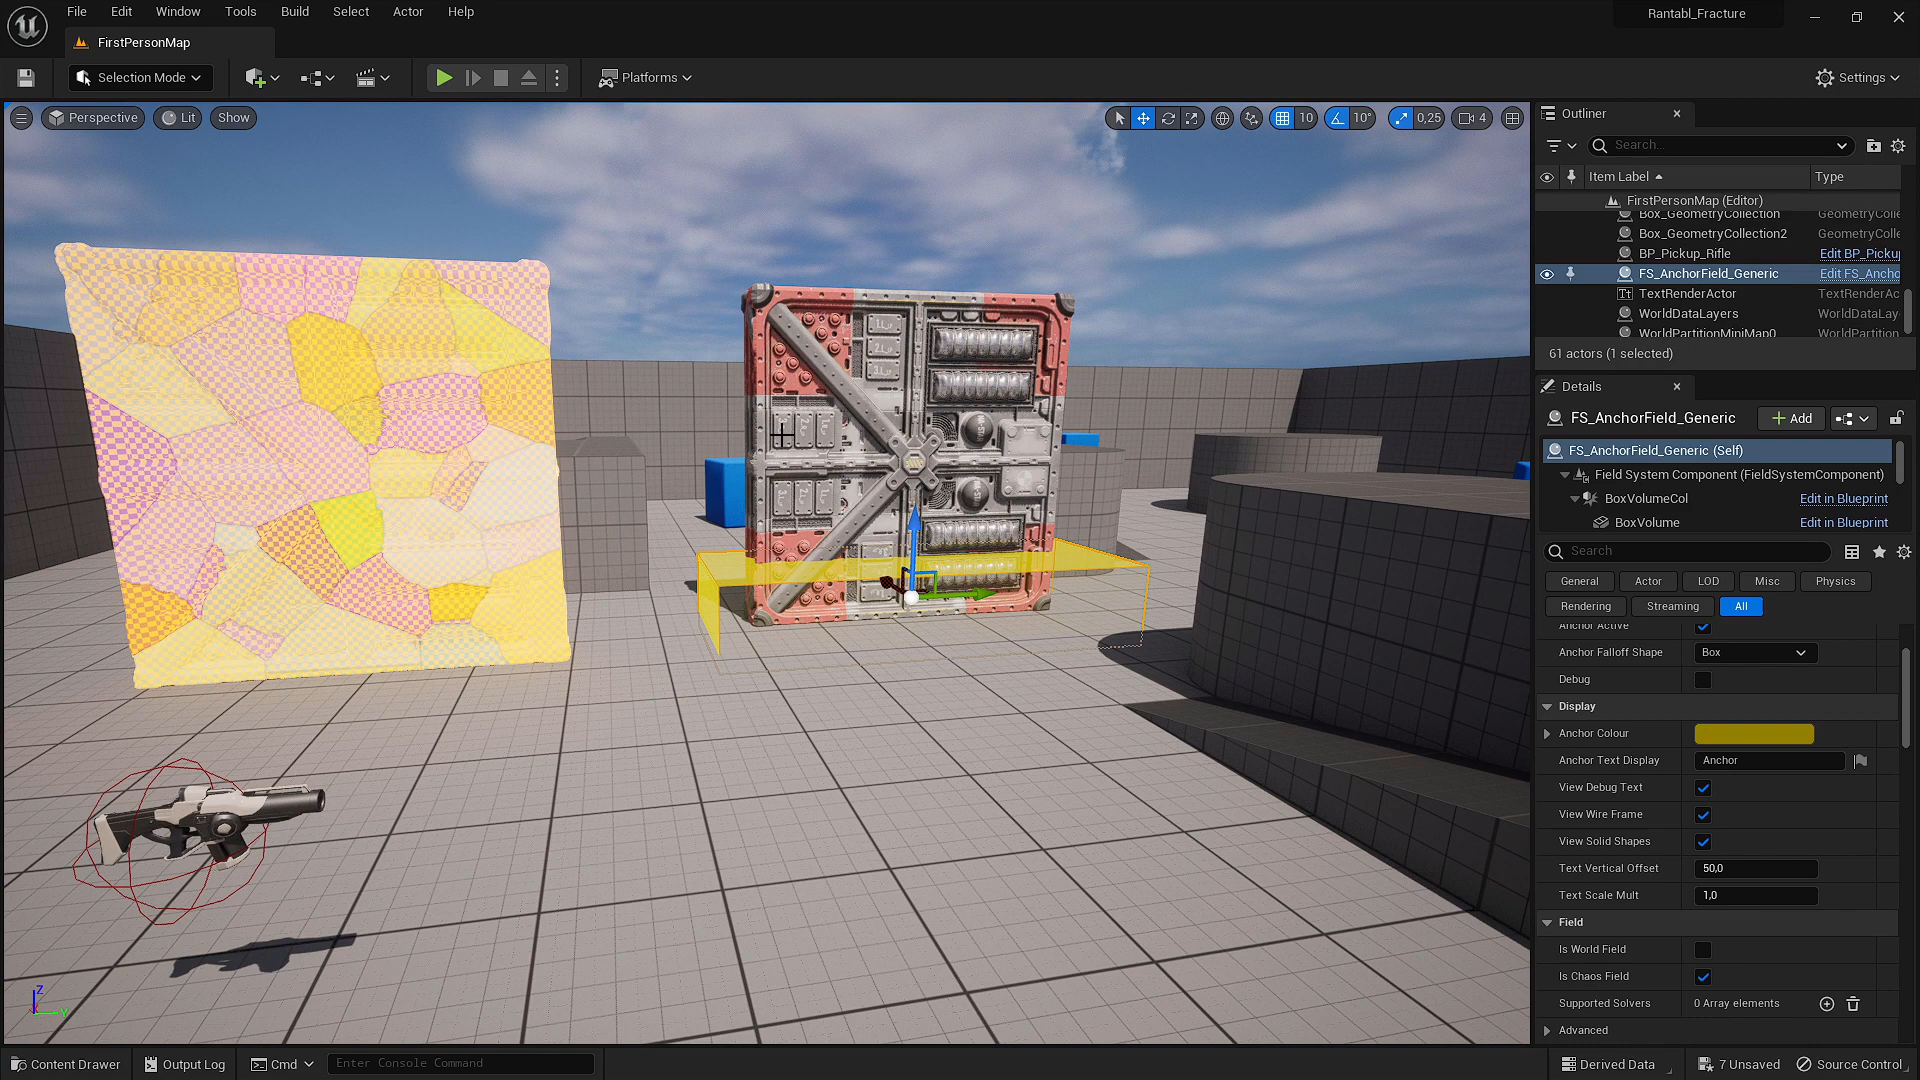 File Edit Window Tools Build Select Actor Help
Rantabl_Fracture
FirstPersonMap
Selection Mode
Platforms
Settings
Perspective
Lit
Show
10
10°
0,25
4
Outliner
Search...
Item Label
Type
FirstPersonMap (Editor)
Box_GeometryCollection
GeometryColle
Box_GeometryCollection2
GeometryColle
BP_Pickup_Rifle
Edit BP_Picku
FS_AnchorField_Generic
Edit FS_Ancho
TextRenderActor
TextRenderAc
WorldDataLayers
WorldDataLay
WorldPartitionMiniMap0
WorldPartition
61 actors (1 selected)
Details
FS_AnchorField_Generic
Add
FS_AnchorField_Generic (Self)
Field System Component (FieldSystemComponent)
BoxVolumeCol
Edit in Blueprint
BoxVolume
Edit in Blueprint
Search
General
Actor
LOD
Misc
Physics
Rendering
Streaming
All
Anchor Active
Anchor Falloff Shape
Box
Debug
Display
Anchor Colour
Anchor Text Display
Anchor
View Debug Text
View Wire Frame
View Solid Shapes
Text Vertical Offset
50,0
Text Scale Mult
1,0
Field
Is World Field
Is Chaos Field
Supported Solvers
0 Array elements
Advanced
Z
Y
Content Drawer
Output Log
Cmd
Enter Console Command
Derived Data
7 Unsaved
Source Control